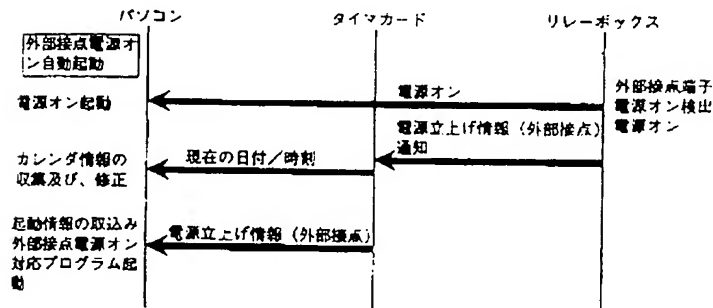 パソコン
タイマカード
リレーボックス
外部接点電源オ
ン自動起動
電源オン起動
電源オン
外部接点端子
電源オン検出
電源オン
電源立上げ情報（外部接点）
通知
カレンダ情報の
収集及び、修正
現在の日付／時刻
起動情報の取込み
外部接点電源オン
対応プログラム起
動
電源立上げ情報（外部接点）